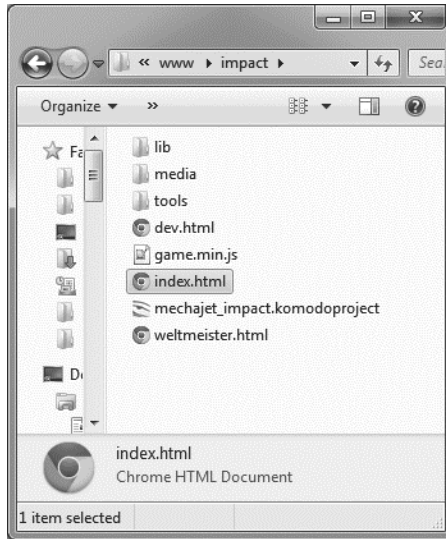 « www ▸ impact ▸
Sea
Organize ▾ »
Fa
lib
media
tools
dev.html
game.min.js
index.html
mechajet_impact.komodoproject
weltmeister.html
index.html
Chrome HTML Document
1 item selected